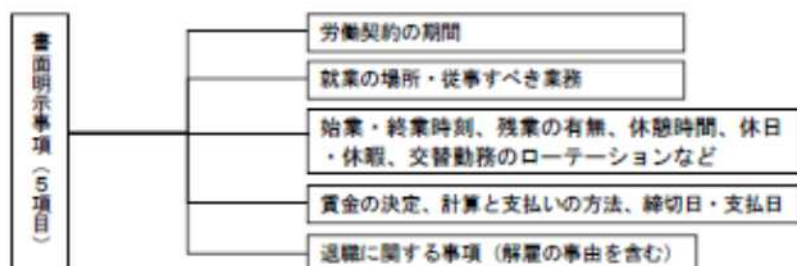 書面明示事項（5項目）
労働契約の期間
就業の場所・従事すべき業務
始業・終業時刻、残業の有無、休憩時間、休日
・休暇、交替勤務のローテーションなど
賃金の決定、計算と支払いの方法、締切日・支払日
退職に関する事項（解雇の事由を含む）